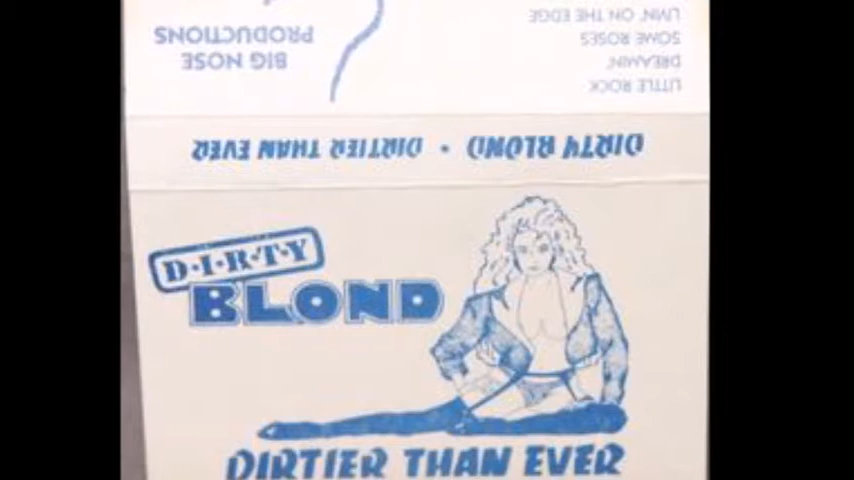 LIVIN' ON THE EDGE
SOME ROSES
DREAMIN'
LITTLE ROCK
BIG NOSE
PRODUCTIONS
DIRTY BLOND • DIRTIER THAN EVER
D·I·R·T·Y
BLOND
DIRTIER THAN EVER